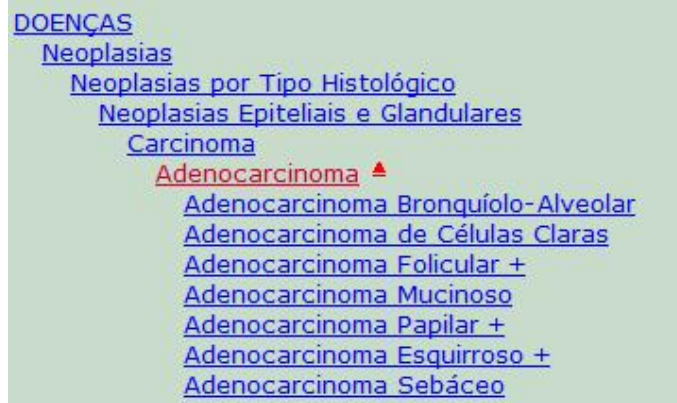 DOENÇAS
Neoplasias
Neoplasias por Tipo Histológico
Neoplasias Epiteliais e Glandulares
Carcinoma
Adenocarcinoma
Adenocarcinoma Bronquíolo-Alveolar
Adenocarcinoma de Células Claras
Adenocarcinoma Folicular +
Adenocarcinoma Mucinoso
Adenocarcinoma Papilar +
Adenocarcinoma Esquirroso +
Adenocarcinoma Sebáceo